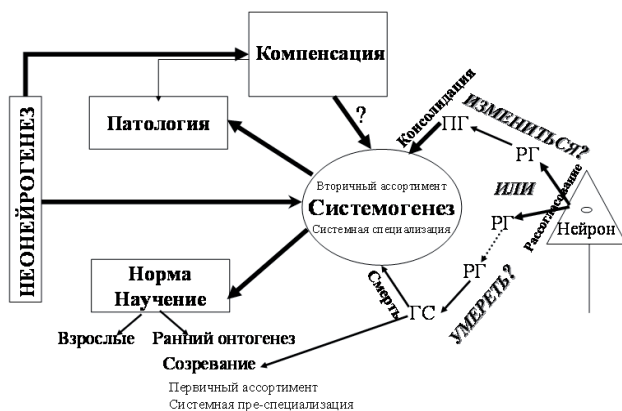 Компенсация
НЕОНЕЙРОГЕНЕЗ
Патология
?
Консолидация
ПГ
ИЗМЕНИТЬСЯ?
РГ
ИЛИ
Рассогласование
Нейрон
РГ
РГ
УМЕРЕТЬ?
ГС
Смерть
Вторичный ассортимент
Системогенез
Системная специализация
Норма
Научение
Взрослые
Ранний онтогенез
Созревание
Первичный ассортимент
Системная пре-специализация